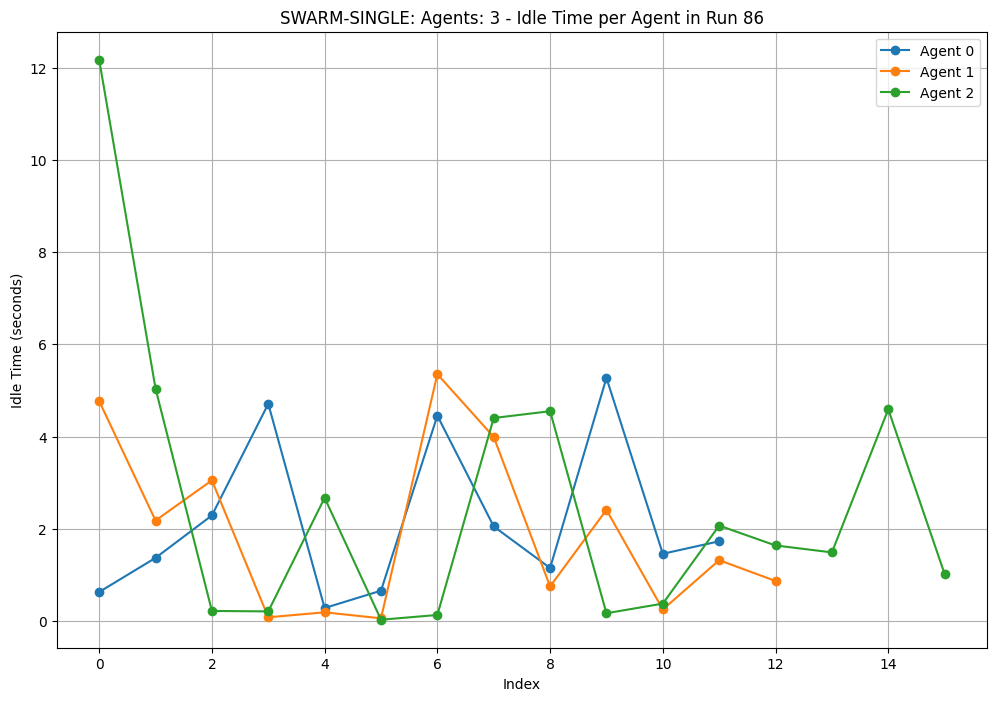 SWARM-SINGLE: Agents: 3 - Idle Time per Agent in Run 86
Agent 0
Agent 1
Agent 2
Idle Time (seconds)
12
10
8
6
4
2
0
0 2 4 6 8 10 12 14
Index